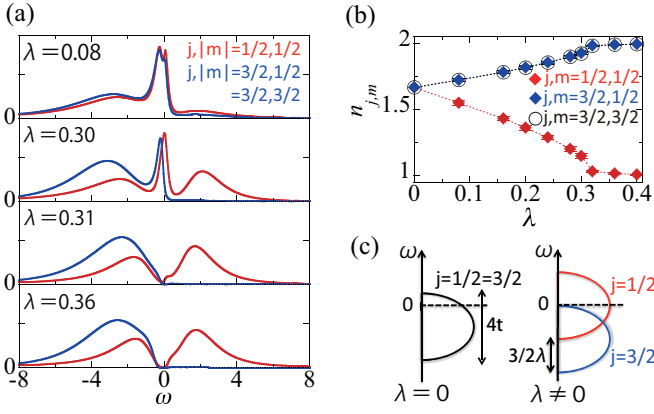 (a)
λ=0.08
j,|m|=1/2,1/2
j,|m|=3/2,1/2
=3/2,3/2
0
λ=0.30
0
λ=0.31
0
λ=0.36
0
-8 -4 0 4 8
ω
(b)
n_{j,m}
2
1.5
1
j,m=1/2,1/2
j,m=3/2,1/2
j,m=3/2,3/2
0 0.1 0.2 0.3 0.4
λ
(c)
ω
j=1/2=3/2
0
4t
λ=0
ω
j=1/2
0
3/2λ
j=3/2
λ≠0